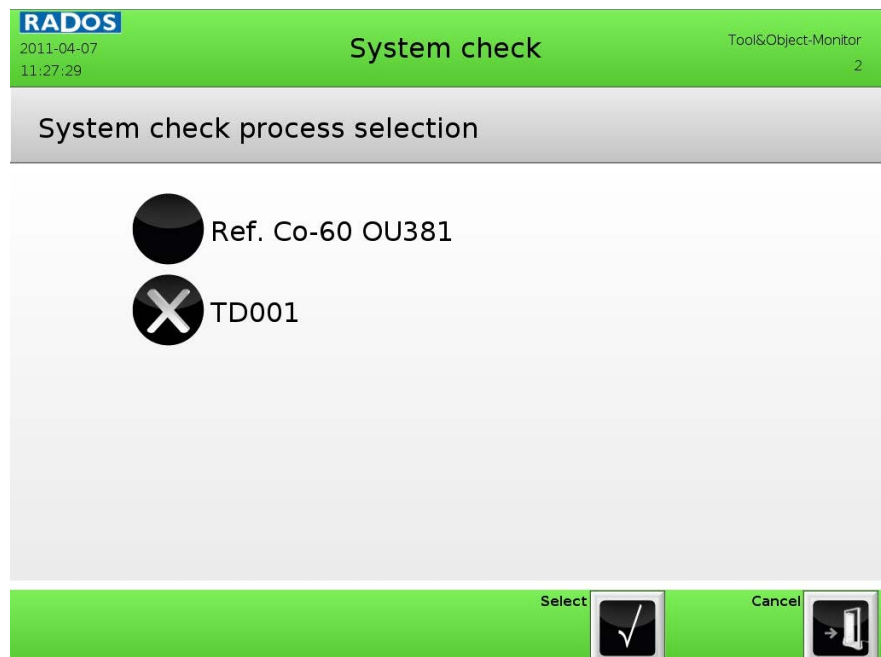 RADOS
2011-04-07
11:27:29
System check
Tool&Object-Monitor
2
System check process selection
Ref. Co-60 OU381
TD001
Select
Cancel